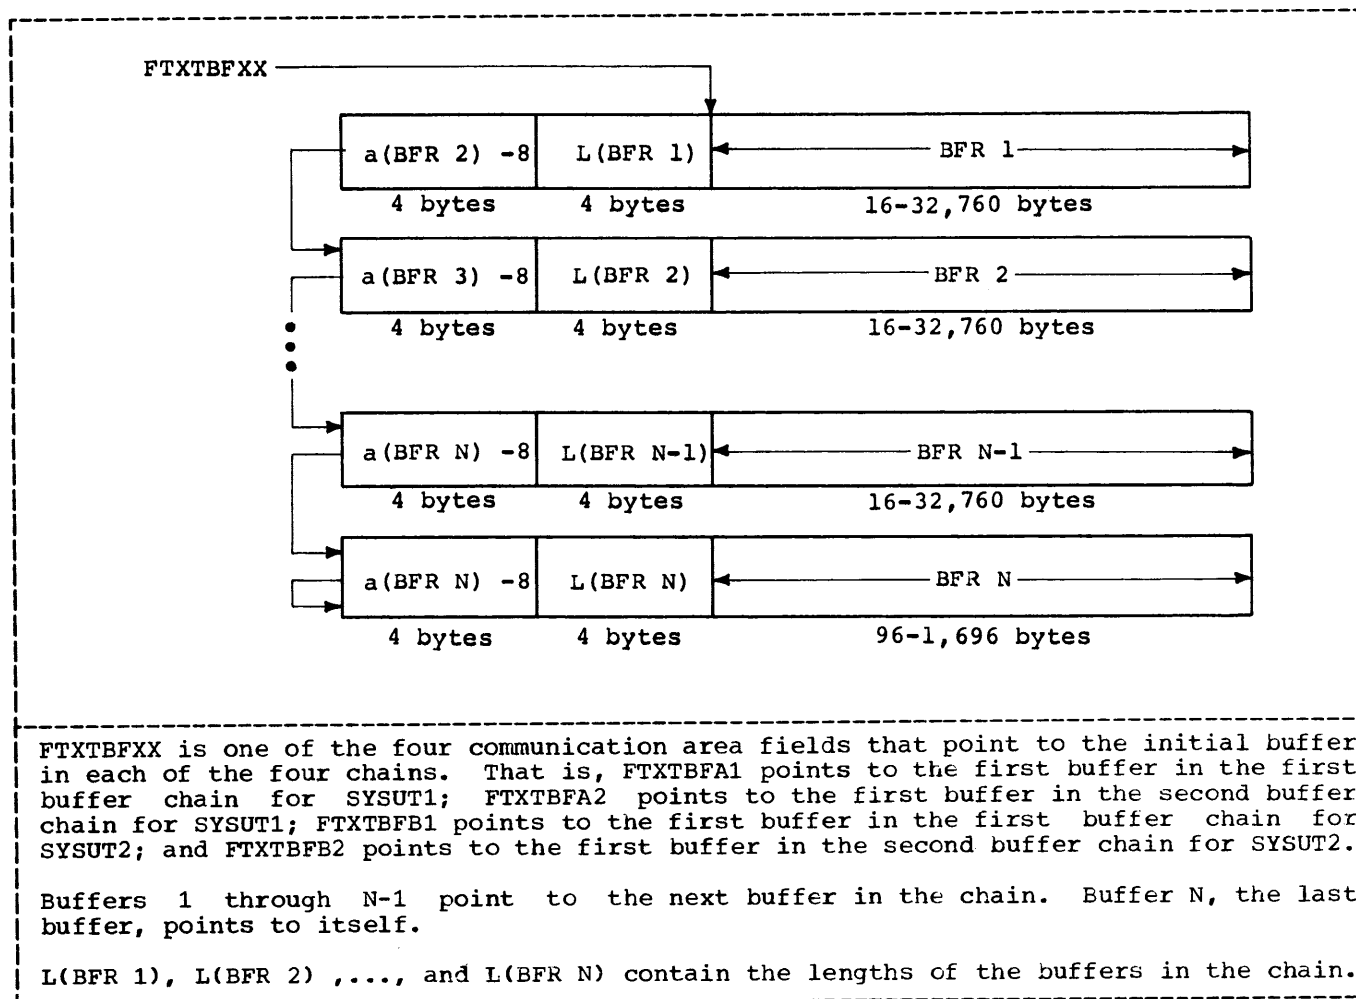 FTXTBFXX
a(BFR 2) -8 L(BFR 1) BFR 1
4 bytes 4 bytes 16-32,760 bytes
a(BFR 3) -8 L(BFR 2) BFR 2
4 bytes 4 bytes 16-32,760 bytes
a(BFR N) -8 L(BFR N-1) BFR N-1
4 bytes 4 bytes 16-32,760 bytes
a(BFR N) -8 L(BFR N) BFR N
4 bytes 4 bytes 96-1,696 bytes
FTXTBFXX is one of the four communication area fields that point to the initial buffer
in each of the four chains. That is, FTXTBFA1 points to the first buffer in the first
buffer chain for SYSUT1; FTXTBFA2 points to the first buffer in the second buffer
chain for SYSUT1; FTXTBFB1 points to the first buffer in the first buffer chain for
SYSUT2; and FTXTBFB2 points to the first buffer in the second buffer chain for SYSUT2.
Buffers 1 through N-1 point to the next buffer in the chain. Buffer N, the last
buffer, points to itself.
L(BFR 1), L(BFR 2) ,..., and L(BFR N) contain the lengths of the buffers in the chain.